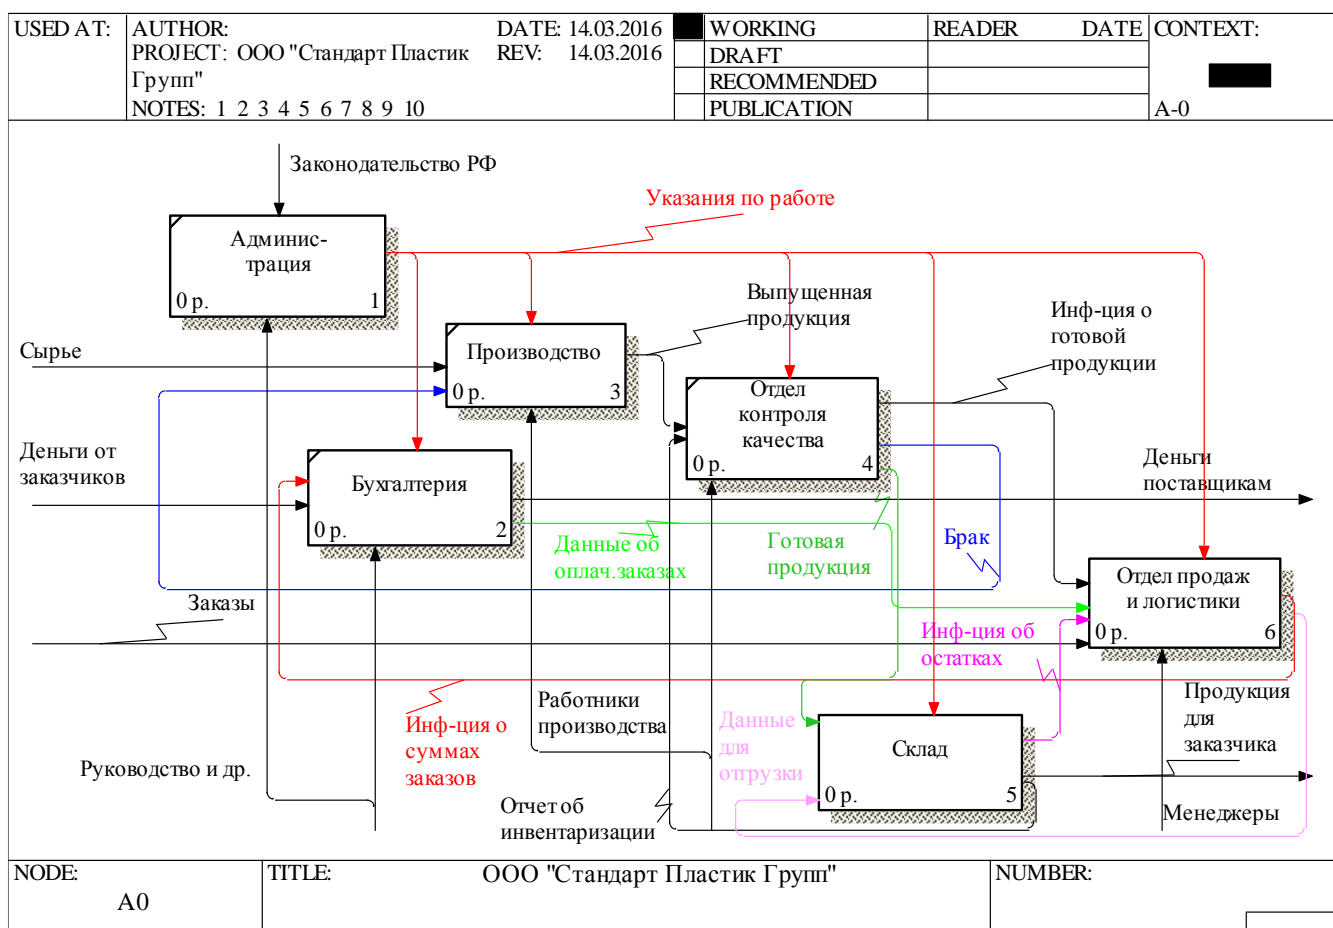 USED AT:
AUTHOR:
DATE: 14.03.2016
PROJECT: ООО "Стандарт Пластик
REV: 14.03.2016
Групп"
NOTES: 1 2 3 4 5 6 7 8 9 10
WORKING
DRAFT
RECOMMENDED
PUBLICATION
READER
DATE
CONTEXT:
A-0
Законодательство РФ
Указания по работе
Админис-
трация
0 р.
1
Выпущенная
продукция
Инф-ция о
готовой
продукции
Сырье
Производство
0 р.
3
Отдел
контроля
качества
0 р.
4
Деньги от
заказчиков
Бухгалтерия
0 р.
2
Деньги
поставщикам
Данные об
оплач.заказах
Готовая
продукция
Брак
Отдел продаж
и логистики
0 р.
6
Заказы
Инф-ция об
остатках
Инф-ция о
суммах
заказов
Работники
производства
Данные
для
отгрузки
Склад
0 р.
5
Продукция
для
заказчика
Руководство и др.
Отчет об
инвентаризации
Менеджеры
NODE:
A0
TITLE:
ООО "Стандарт Пластик Групп"
NUMBER: